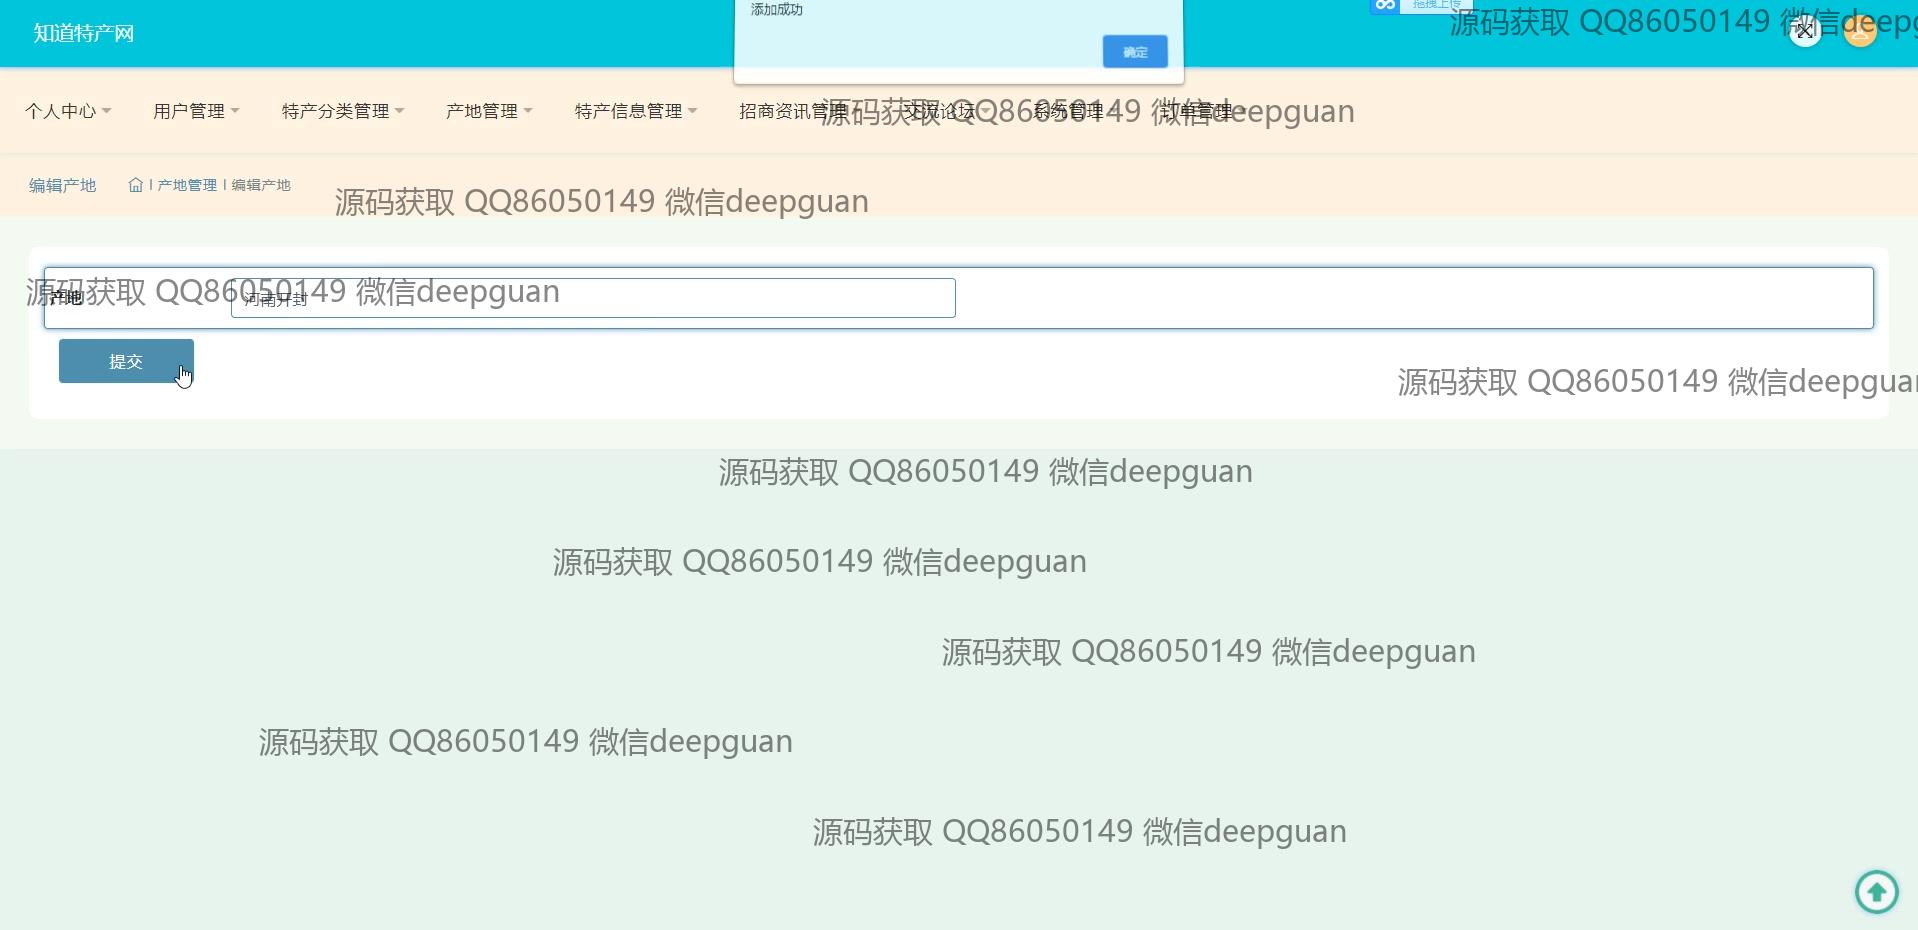 添加成功
拖拽上传
知道特产网
源码获取 QQ86050149 微信deepg
确定
个人中心 用户管理 特产分类管理 产地管理 特产信息管理 招商资讯管理 交流论坛 系统管理 订单管理
源码获取 QQ86050149 微信deepguan
编辑产地 | 产地管理 | 编辑产地
源码获取 QQ86050149 微信deepguan
源码获取 QQ86050149 微信deepguan
产地 河南开封
提交
源码获取 QQ86050149 微信deepguan
源码获取 QQ86050149 微信deepguan
源码获取 QQ86050149 微信deepguan
源码获取 QQ86050149 微信deepguan
源码获取 QQ86050149 微信deepguan
源码获取 QQ86050149 微信deepguan